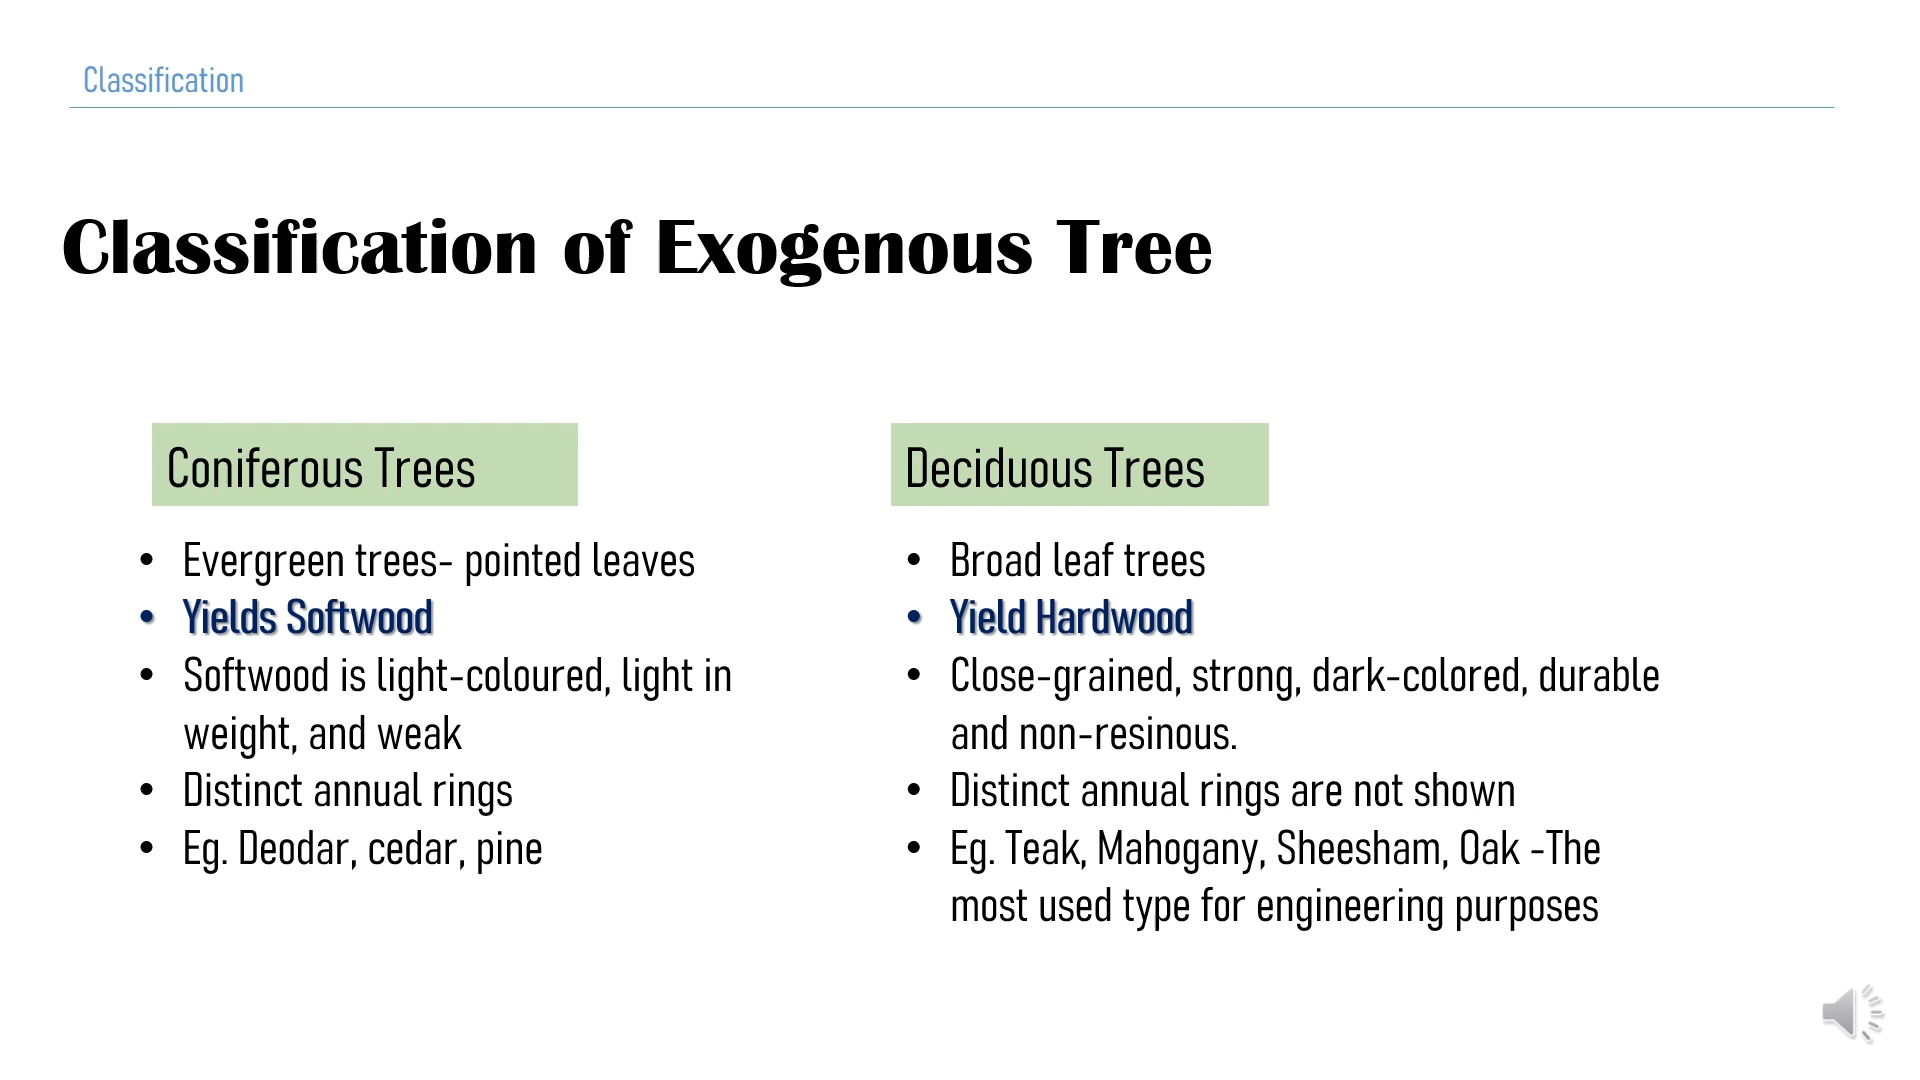 Classification
Classification of Exogenous Tree
Coniferous Trees
• Evergreen trees- pointed leaves
• Yields Softwood
• Softwood is light-coloured, light in
weight, and weak
• Distinct annual rings
• Eg. Deodar, cedar, pine
Deciduous Trees
• Broad leaf trees
• Yield Hardwood
• Close-grained, strong, dark-colored, durable
and non-resinous.
• Distinct annual rings are not shown
• Eg. Teak, Mahogany, Sheesham, Oak -The
most used type for engineering purposes